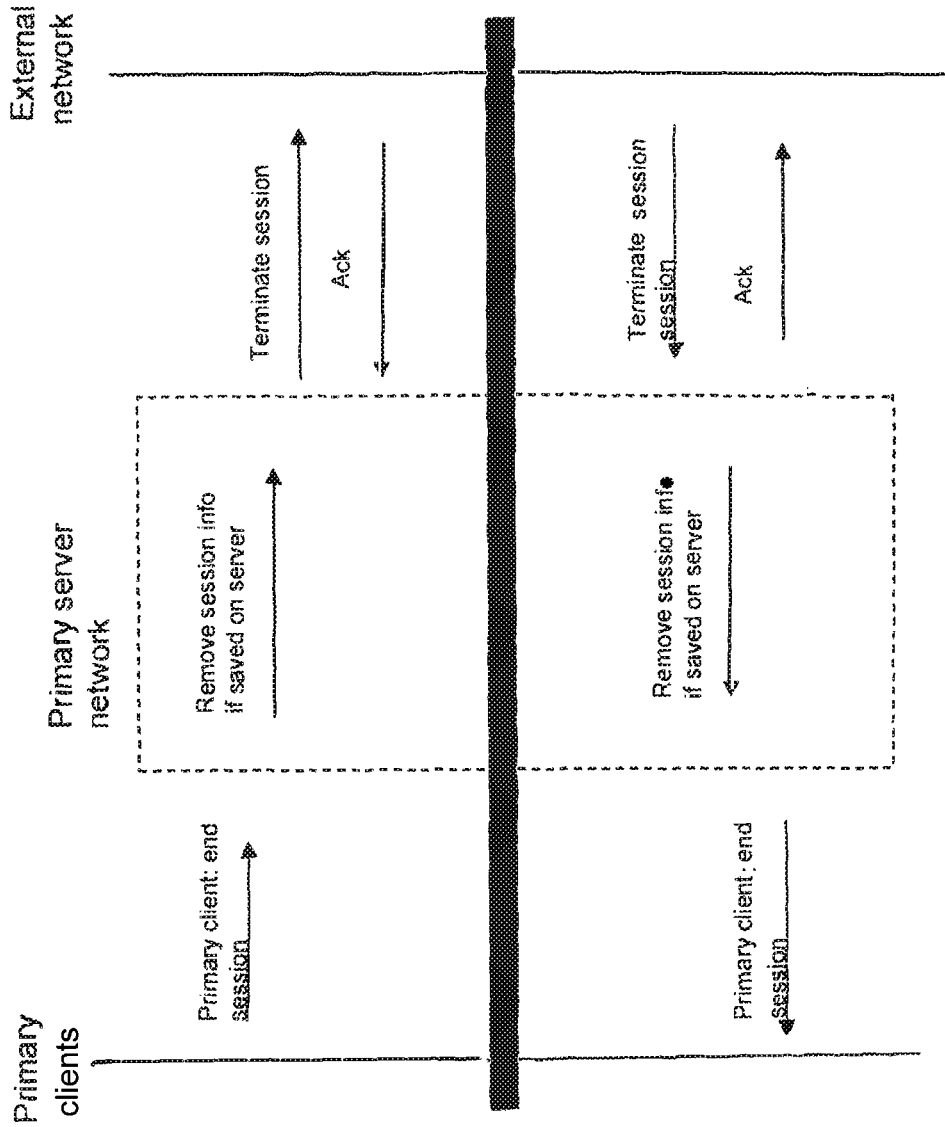 Primary
clients
Primary server
network
External
network
Primary client: end
session
Remove session info
if saved on server
Terminate session
Ack
Terminate session
session
Ack
Remove session info
if saved on server
Primary client: end
session